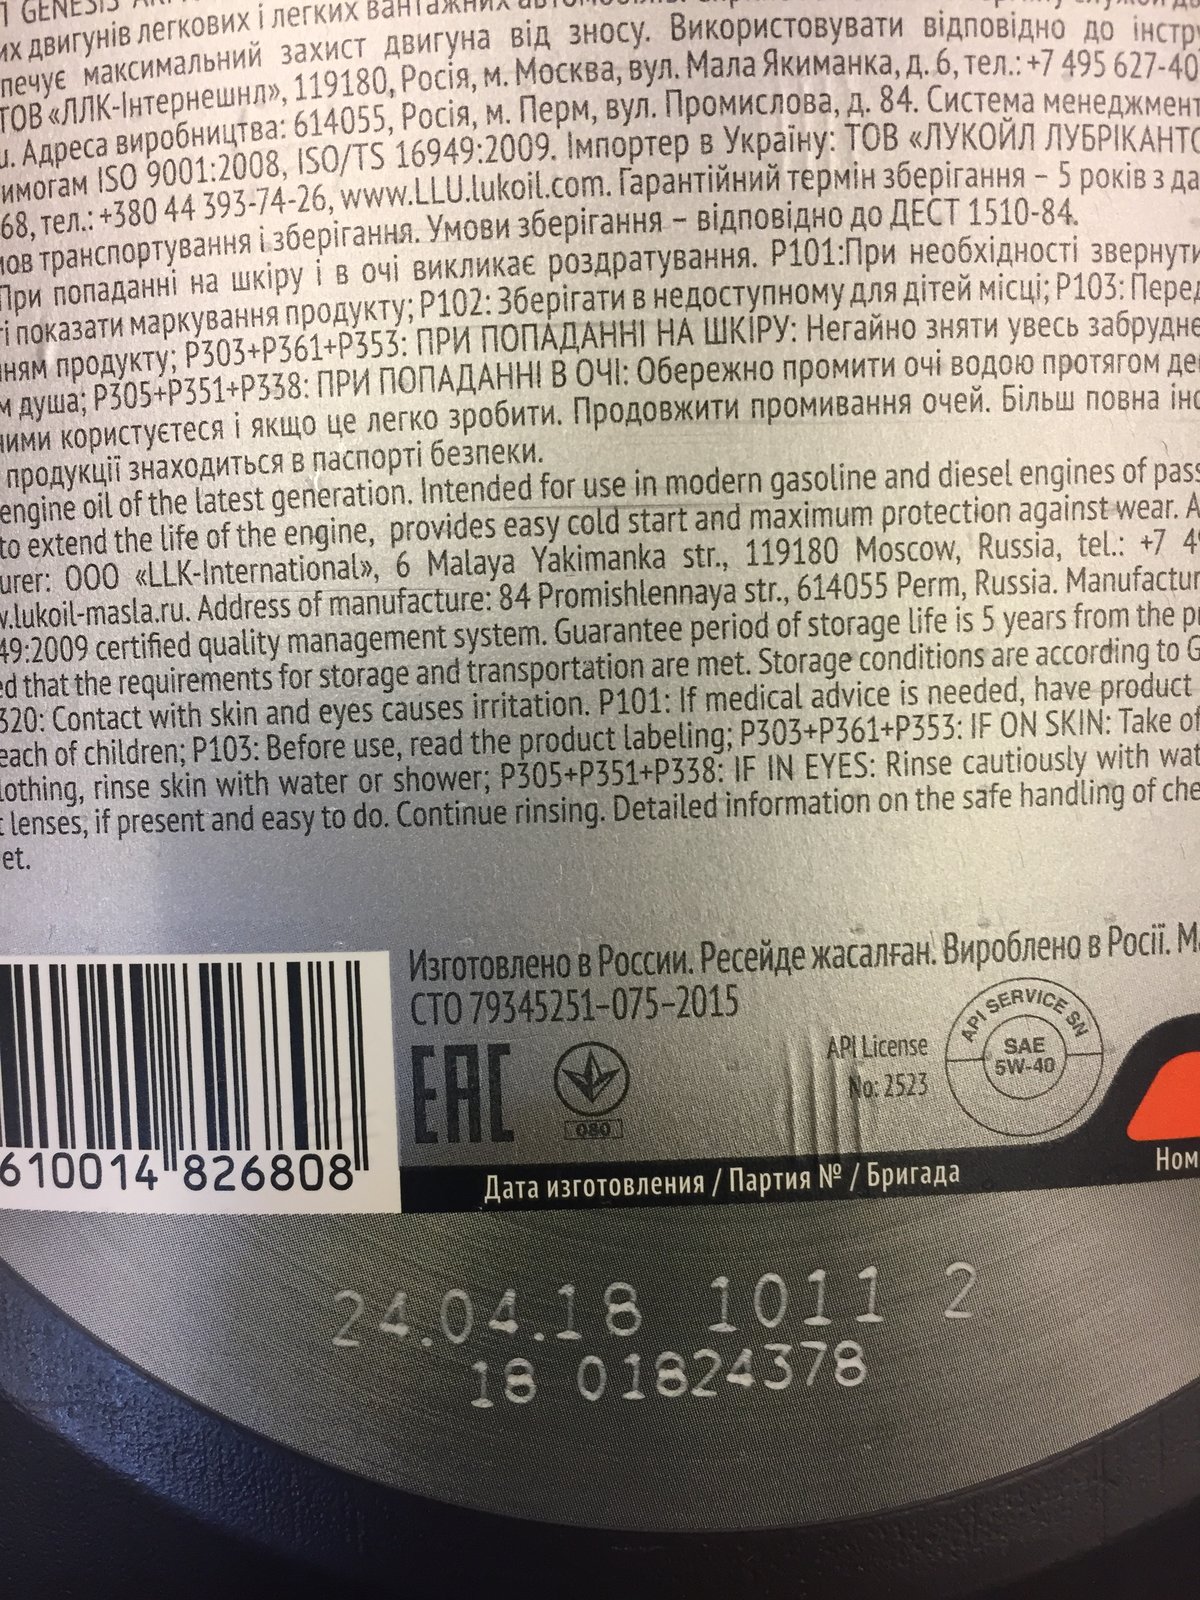 GENESIS
их двигунів легкових і легких вантажних
печує максимальний захист двигуна від зносу. Використовувати відповідно до інстру
ТОВ «ЛЛК-Інтернешнл», 119180, Росія, м. Москва, вул. Мала Якиманка, д. 6, тел.: +7 495 627-40
u. Адреса виробництва: 614055, Росія, м. Перм, вул. Промислова, д. 84. Система менеджмент
имогам ISO 9001:2008, ISO/TS 16949:2009. Імпортер в Україну: ТОВ «ЛУКОЙЛ ЛУБРІКАНТС
68, тел.: +380 44 393-74-26, www.LLU.lukoil.com. Гарантійний термін зберігання – 5 років з да
мов транспортування і зберігання. Умови зберігання – відповідно до ДЕСТ 1510-84.
При попаданні на шкіру і в очі викликає роздратування. P101:При необхідності звернути
ті показати маркування продукту; P102: Зберігати в недоступному для дітей місці; P103: Перед
ням продукту; P303+P361+P353: ПРИ ПОПАДАННІ НА ШКІРУ: Негайно зняти увесь забрудне
м душа; P305+P351+P338: ПРИ ПОПАДАННІ В ОЧІ: Обережно промити очі водою протягом де
ними користуєтеся і якщо це легко зробити. Продовжити промивання очей. Більш повна інс
продукції знаходиться в паспорті безпеки.
engine oil of the latest generation. Intended for use in modern gasoline and diesel engines of pass
to extend the life of the engine, provides easy cold start and maximum protection against wear. A
urer: OOO «LLK-International», 6 Malaya Yakimanka str., 119180 Moscow, Russia, tel.: +7 49
w.lukoil-masla.ru. Address of manufacture: 84 Promishlennaya str., 614055 Perm, Russia. Manufactur
49:2009 certified quality management system. Guarantee period of storage life is 5 years from the pr
ed that the requirements for storage and transportation are met. Storage conditions are according to G
320: Contact with skin and eyes causes irritation. P101: If medical advice is needed, have product
each of children; P103: Before use, read the product labeling; P303+P361+P353: IF ON SKIN: Take of
lothing, rinse skin with water or shower; P305+P351+P338: IF IN EYES: Rinse cautiously with wat
t lenses, if present and easy to do. Continue rinsing. Detailed information on the safe handling of che
et.
Изготовлено в России. Ресейде жасалған. Вироблено в Росії. M
СТО 79345251–075–2015
EAC
080
API License
No: 2523
API SERVICE SN
SAE
5W-40
610014 826808
Дата изготовления / Партия № / Бригада
Ном
24.04.18 1011 2
18 01824378